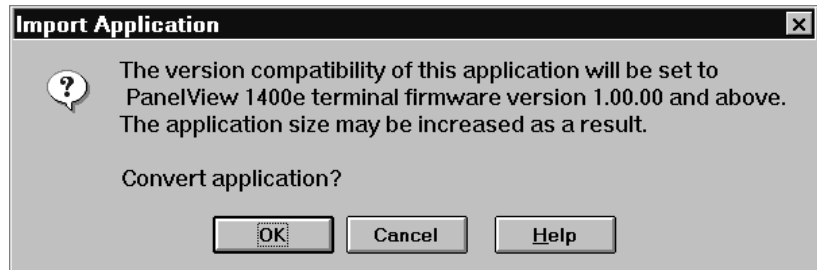 Import Application
The version compatibility of this application will be set to
PanelView 1400e terminal firmware version 1.00.00 and above.
The application size may be increased as a result.
Convert application?
OK Cancel Help